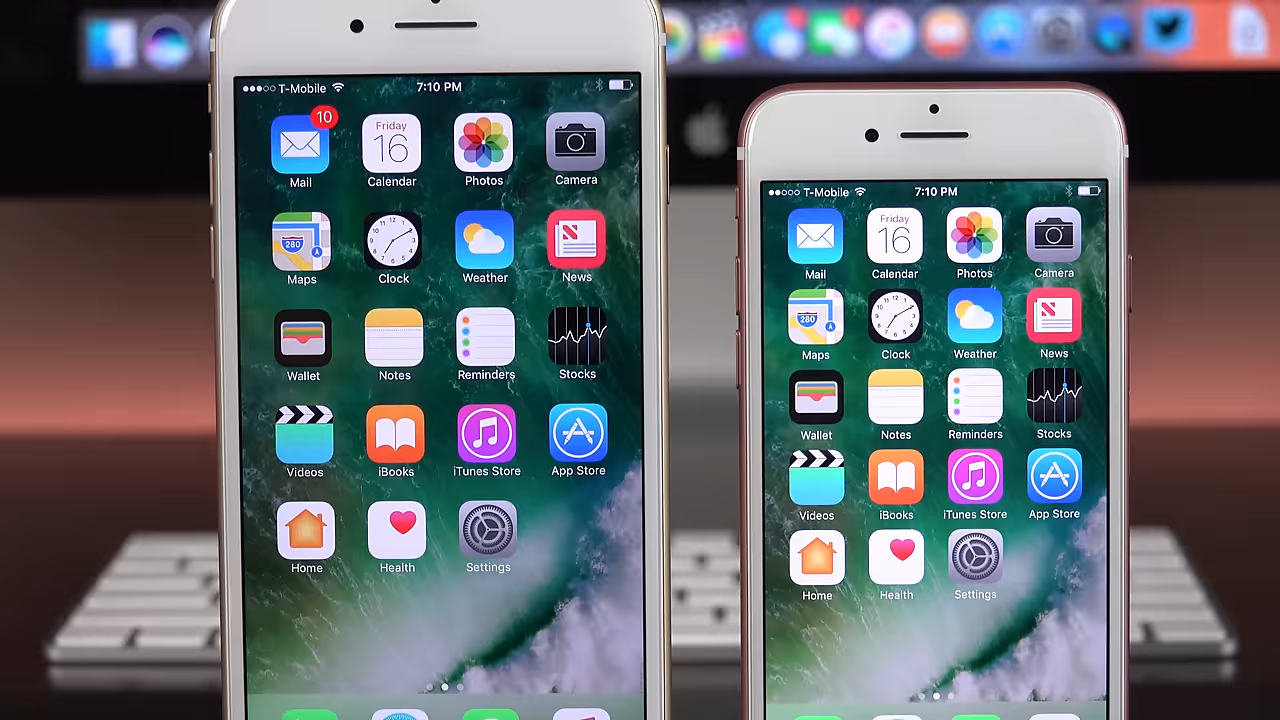 T-Mobile 7:10 PM
10
Friday
16
Mail Calendar Photos Camera
280
Maps Clock Weather News
Wallet Notes Reminders Stocks
Videos iBooks iTunes Store App Store
Home Health Settings
T-Mobile 7:10 PM
Friday
16
Mail Calendar Photos Camera
280
Maps Clock Weather News
Wallet Notes Reminders Stocks
Videos iBooks iTunes Store App Store
Home Health Settings